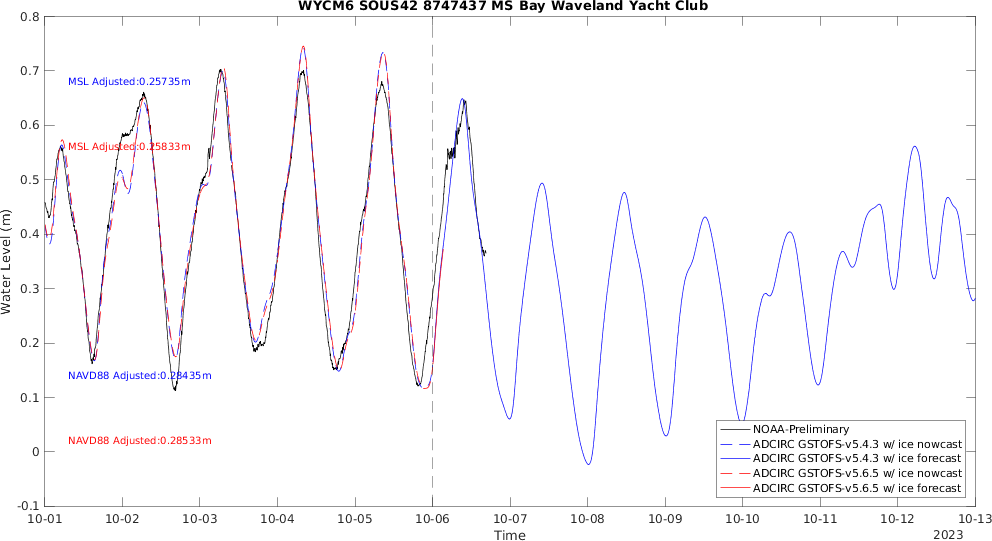 WYCM6 SOUS42 8747437 MS Bay Waveland Yacht Club
0.8
0.7
0.6
0.5
0.4
0.3
0.2
0.1
0
-0.1
Water Level (m)
MSL Adjusted:0.25735m
MSL Adjusted:0.25833m
NAVD88 Adjusted:0.28435m
NAVD88 Adjusted:0.28533m
NOAA-Preliminary
ADCIRC GSTOFS-v5.4.3 w/ ice nowcast
ADCIRC GSTOFS-v5.4.3 w/ ice forecast
ADCIRC GSTOFS-v5.6.5 w/ ice nowcast
ADCIRC GSTOFS-v5.6.5 w/ ice forecast
10-01 10-02 10-03 10-04 10-05 10-06 10-07 10-08 10-09 10-10 10-11 10-12 10-13
Time
2023